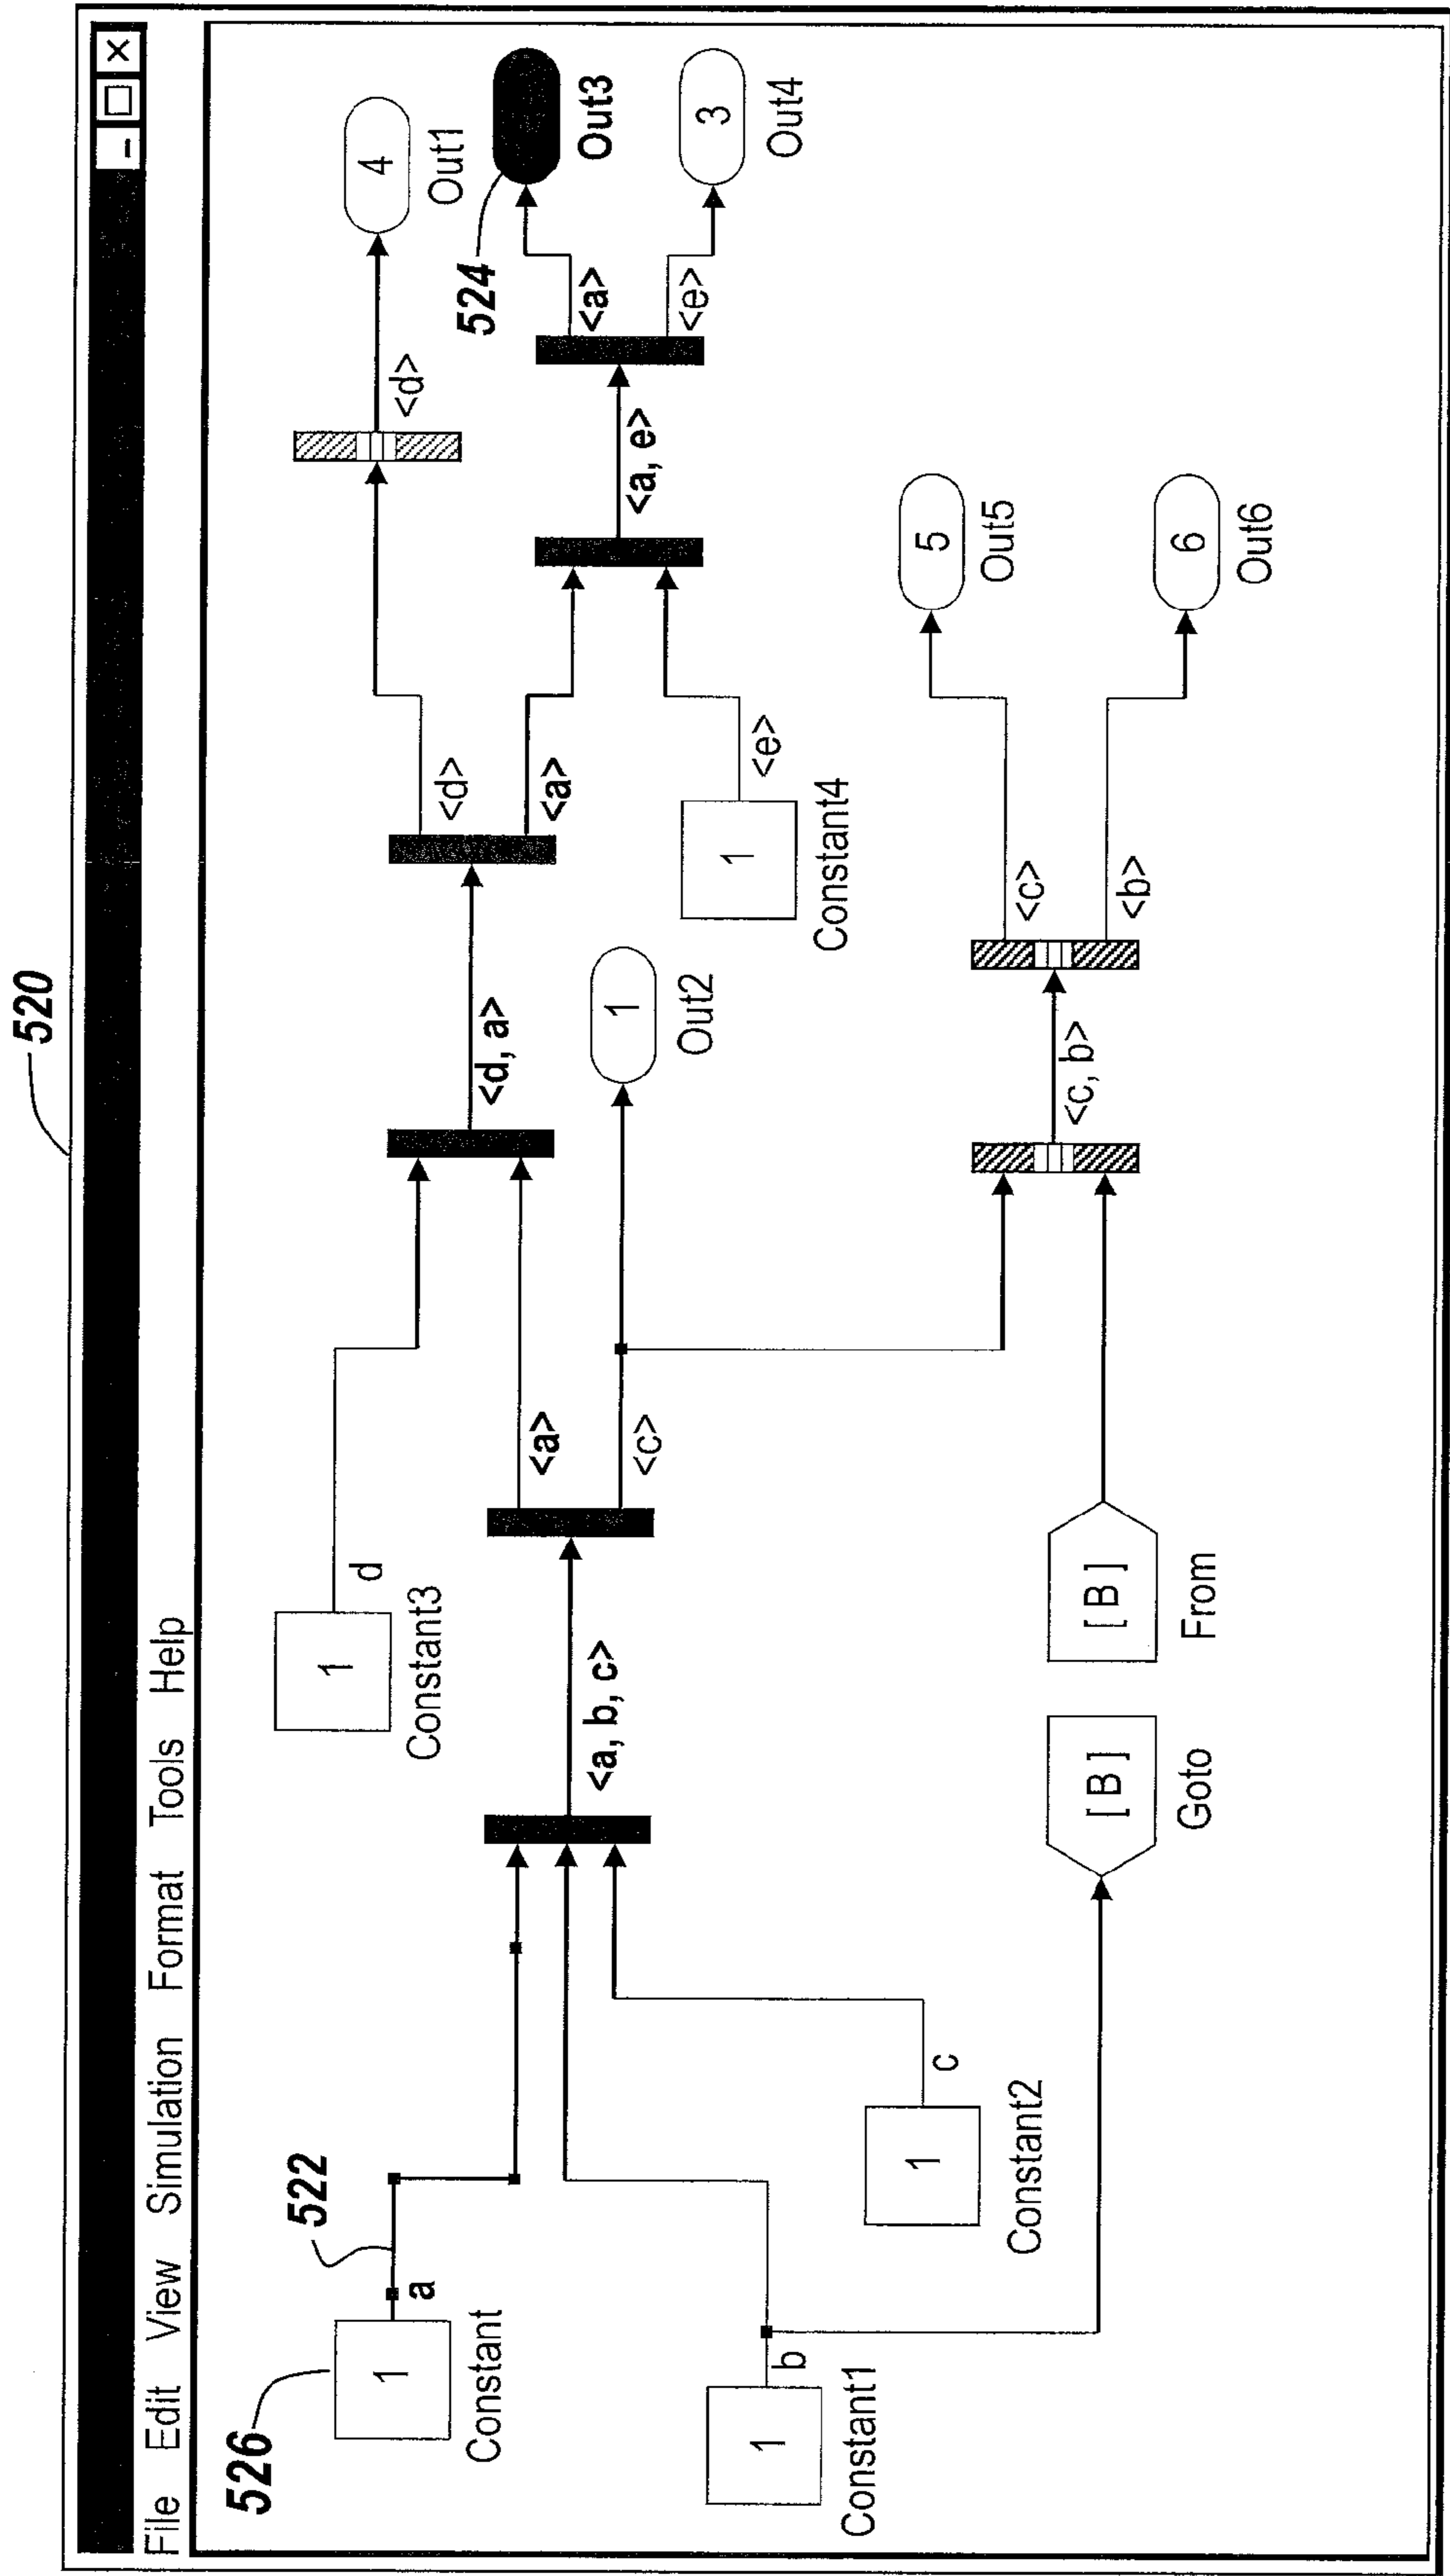 520
File Edit View Simulation Format Tools Help
526
1
Constant
a
522
1
Constant1
b
1
Constant2
c
<a, b, c>
1
d
Constant3
<a>
<c>
[B]
Goto
[B]
From
<d, a>
1
Out2
<c, b>
<d>
<a>
1
Constant4
<e>
<c>
<b>
<a, e>
<d>
4
Out1
524
<a>
<e>
Out3
3
Out4
5
Out5
6
Out6